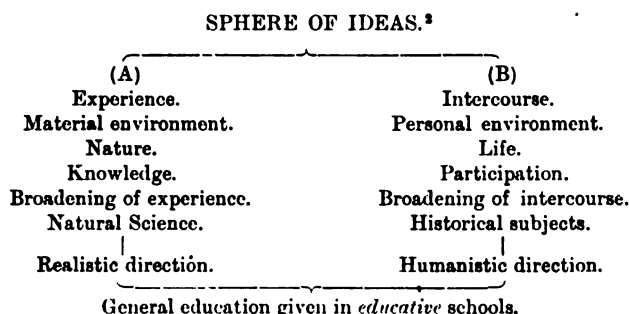 SPHERE OF IDEAS.²
(A) (B)
Experience. Intercourse.
Material environment. Personal environment.
Nature. Life.
Knowledge. Participation.
Broadening of experience. Broadening of intercourse.
Natural Science. Historical subjects.
Realistic direction. Humanistic direction.
General education given in educative schools.